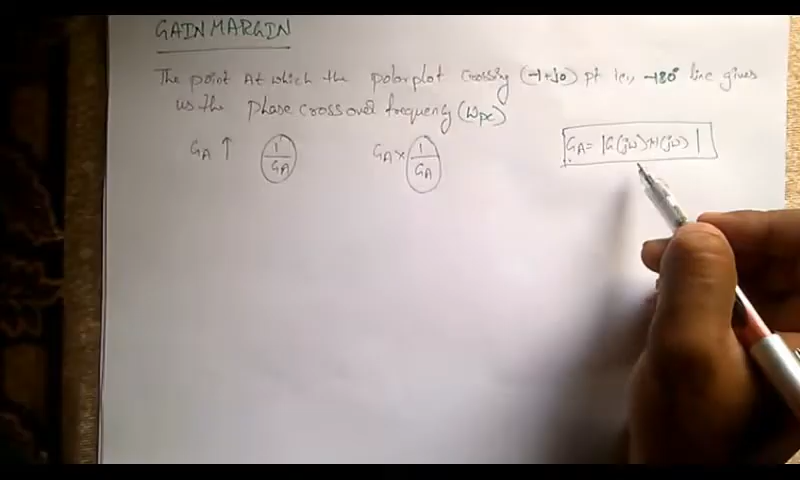 GAIN MARGIN
The point At which the polarplot crossing (-1+j0) pt ie., -180° line gives
us the phase cross over frequency (ωpc)
GA ↑ 1/GA GA × 1/GA GA = |G(jω)H(jω)|